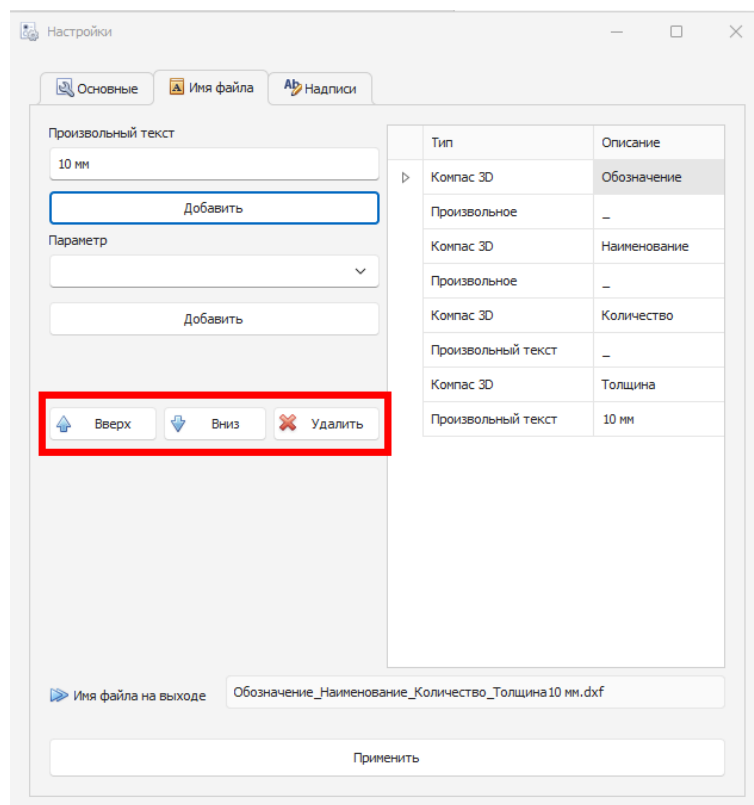 Настройки
Основные
Имя файла
Надписи
Произвольный текст
10 мм
Добавить
Параметр
Добавить
Вверх Вниз Удалить
Тип Описание
Компас 3D Обозначение
Произвольное _
Компас 3D Наименование
Произвольное _
Компас 3D Количество
Произвольный текст _
Компас 3D Толщина
Произвольный текст 10 мм
Имя файла на выходе Обозначение_Наименование_Количество_Толщина10 мм.dxf
Применить